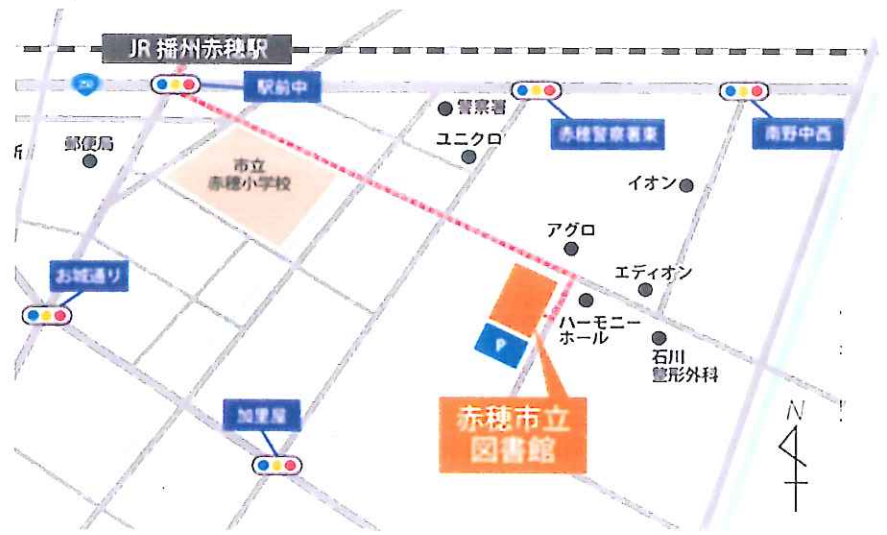 JR 播州赤穂駅
250
駅前中
警察署
赤穂警察署東
南野中西
郵便局
所
ユニクロ
市立
赤穂小学校
イオン
アグロ
エディオン
お城通り
ハーモニー
ホール
P
石川
整形外科
加里屋
赤穂市立
図書館
N